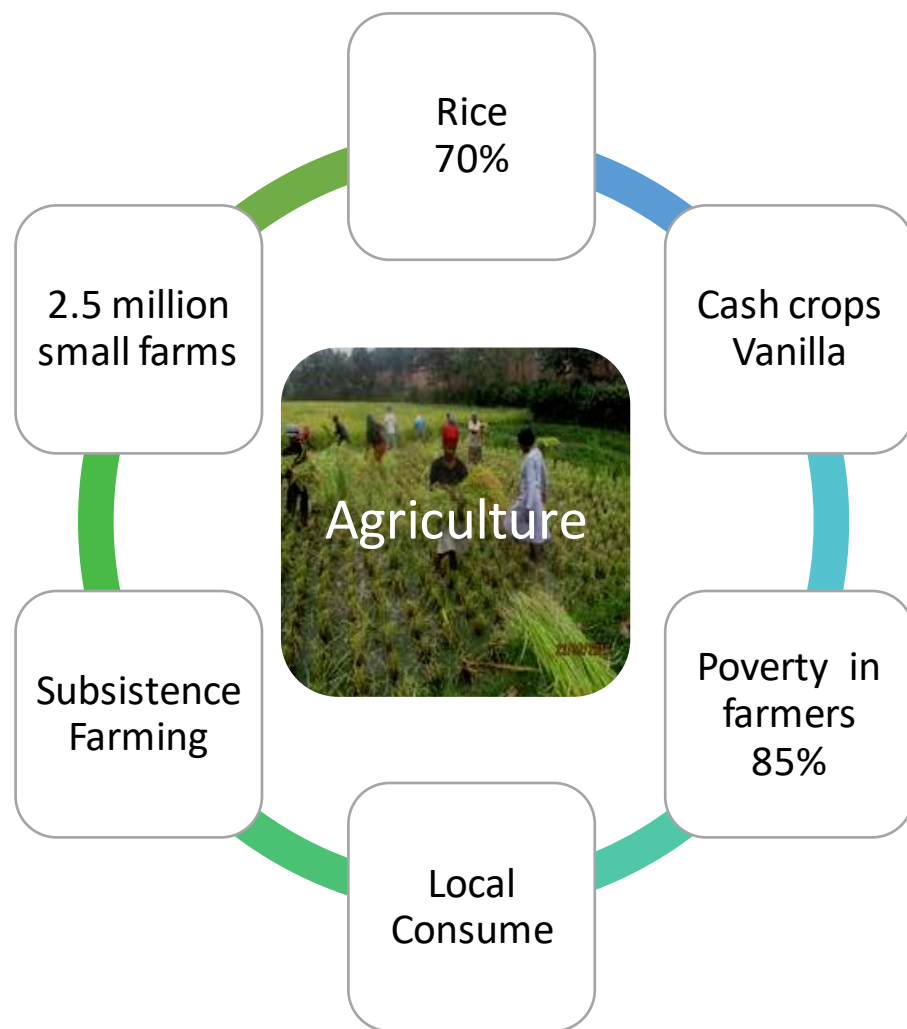 Rice
70%
Cash crops
Vanilla
Poverty in
farmers
85%
Local
Consume
Subsistence
Farming
2.5 million
small farms
Agriculture